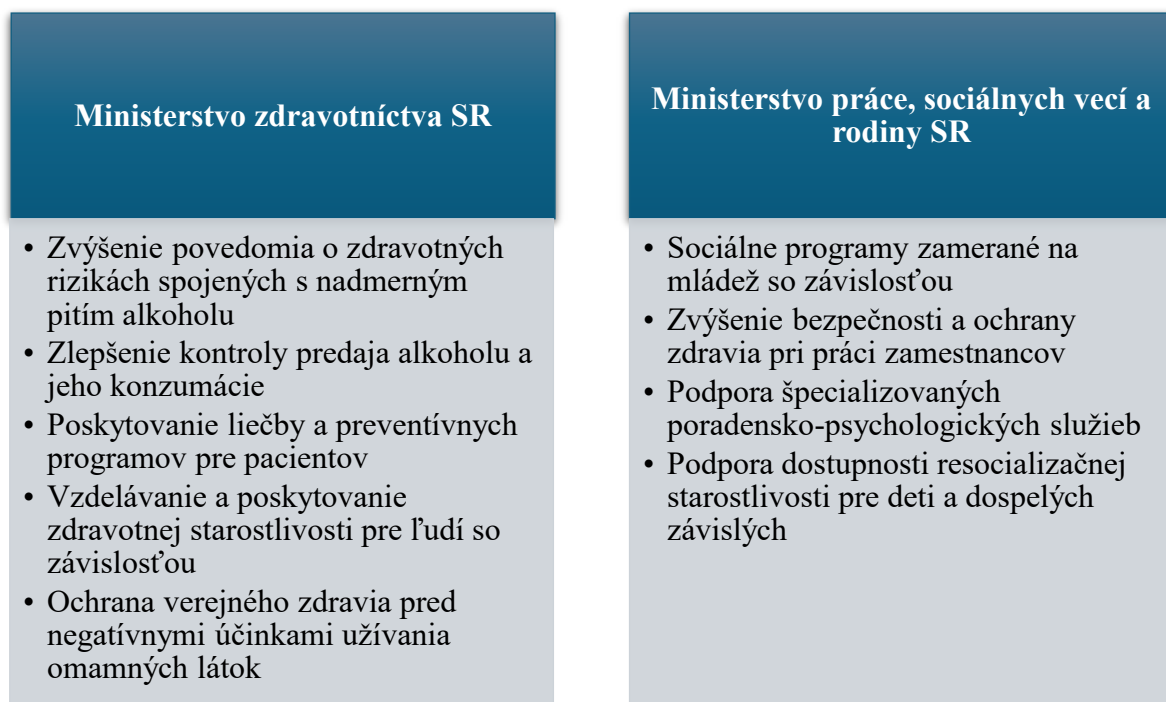 Ministerstvo zdravotníctva SR
• Zvýšenie povedomia o zdravotných
rizikách spojených s nadmerným
pitím alkoholu
• Zlepšenie kontroly predaja alkoholu a
jeho konzumácie
• Poskytovanie liečby a preventívnych
programov pre pacientov
• Vzdelávanie a poskytovanie
zdravotnej starostlivosti pre ľudí so
závislosťou
• Ochrana verejného zdravia pred
negatívnymi účinkami užívania
omamných látok
Ministerstvo práce, sociálnych vecí a
rodiny SR
• Sociálne programy zamerané na
mládež so závislosťou
• Zvýšenie bezpečnosti a ochrany
zdravia pri práci zamestnancov
• Podpora špecializovaných
poradensko-psychologických služieb
• Podpora dostupnosti resocializačnej
starostlivosti pre deti a dospelých
závislých